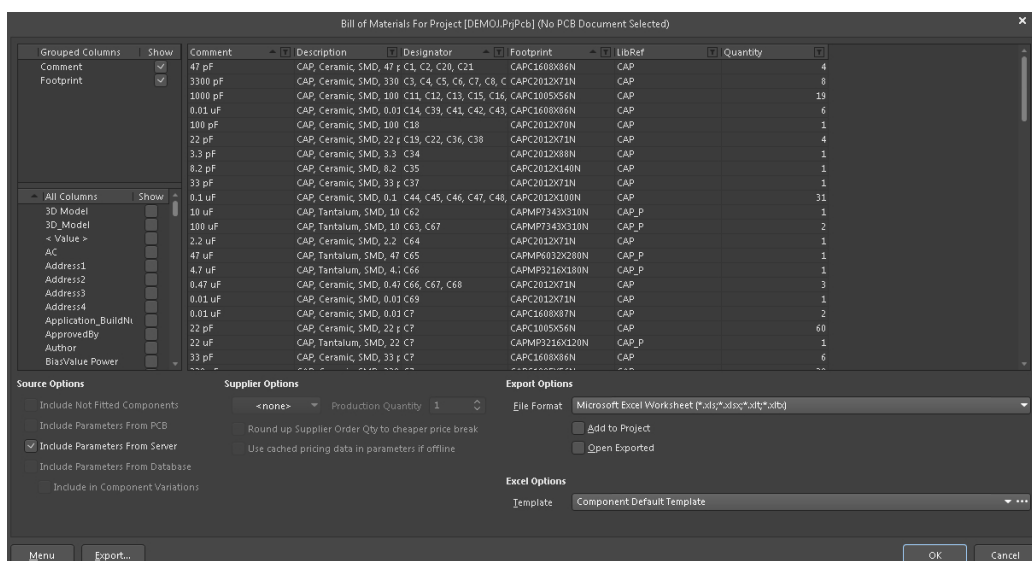 Bill of Materials For Project [DEMOJ.PrjPcb] (No PCB Document Selected)
Grouped Columns Show
Comment
Footprint
Comment Description Designator Footprint LibRef Quantity
47 pF CAP, Ceramic, SMD, 47 p C1, C2, C20, C21 CAPC1608X86N CAP 4
3300 pF CAP, Ceramic, SMD, 330 C3, C4, C5, C6, C7, C8, C CAPC2012X71N CAP 8
1000 pF CAP, Ceramic, SMD, 100 C11, C12, C13, C15, C16, CAPC1005X56N CAP 19
0.01 uF CAP, Ceramic, SMD, 0.01 C14, C39, C41, C42, C43, CAPC1608X86N CAP 6
100 pF CAP, Ceramic, SMD, 100 C18 CAPC2012X70N CAP 1
22 pF CAP, Ceramic, SMD, 22 p C19, C22, C36, C38 CAPC2012X71N CAP 4
3.3 pF CAP, Ceramic, SMD, 3.3 C34 CAPC2012X88N CAP 1
8.2 pF CAP, Ceramic, SMD, 8.2 C35 CAPC2012X140N CAP 1
33 pF CAP, Ceramic, SMD, 33 p C37 CAPC2012X71N CAP 1
0.1 uF CAP, Ceramic, SMD, 0.1 C44, C45, C46, C47, C48, CAPC2012X100N CAP 31
10 uF CAP, Tantalum, SMD, 10 C62 CAPMP7343X310N CAP_P 1
100 uF CAP, Tantalum, SMD, 10 C63, C67 CAPMP7343X310N CAP_P 2
2.2 uF CAP, Ceramic, SMD, 2.2 C64 CAPC2012X71N CAP 1
47 uF CAP, Tantalum, SMD, 47 C65 CAPMP6032X280N CAP_P 1
4.7 uF CAP, Tantalum, SMD, 4.7 C66 CAPMP3216X180N CAP_P 1
0.47 uF CAP, Ceramic, SMD, 0.47 C66, C67, C68 CAPC2012X71N CAP 3
0.01 uF CAP, Ceramic, SMD, 0.01 C69 CAPC2012X71N CAP 1
0.01 uF CAP, Ceramic, SMD, 0.01 C? CAPC1608X87N CAP 2
22 pF CAP, Ceramic, SMD, 22 p C? CAPC1005X56N CAP 60
22 uF CAP, Tantalum, SMD, 22 C? CAPMP3216X120N CAP_P 1
33 pF CAP, Ceramic, SMD, 33 p C? CAPC1608X86N CAP 6
All Columns Show
3D Model
3D_Model
< Value >
AC
Address1
Address2
Address3
Address4
Application_BuildNu
ApprovedBy
Author
BiasValue Power
Source Options
Include Not Fitted Components
Include Parameters From PCB
Include Parameters From Server
Include Parameters From Database
Include in Component Variations
Supplier Options
<none> Production Quantity 1
Round up Supplier Order Qty to cheaper price break
Use cached pricing data in parameters if offline
Export Options
File Format Microsoft Excel Worksheet (*.xls;*.xlsx;*.xlt;*.xltx)
Add to Project
Open Exported
Excel Options
Template Component Default Template
Menu Export... OK Cancel